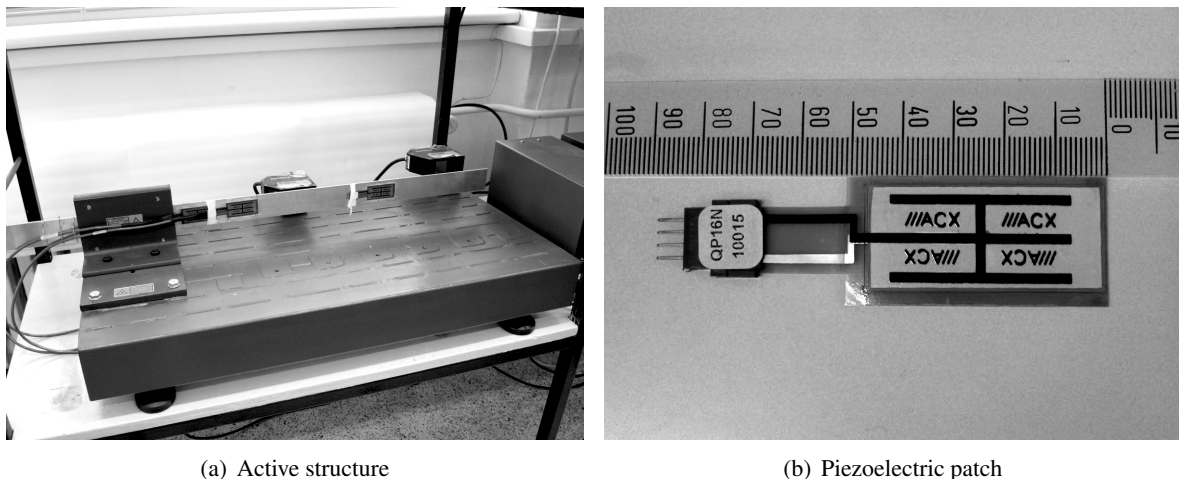 100 90 80 70 60 50 40 30 20 10 0 10
QP16N
10015
///ACX ///ACX
///ACX ///ACX
(a) Active structure
(b) Piezoelectric patch